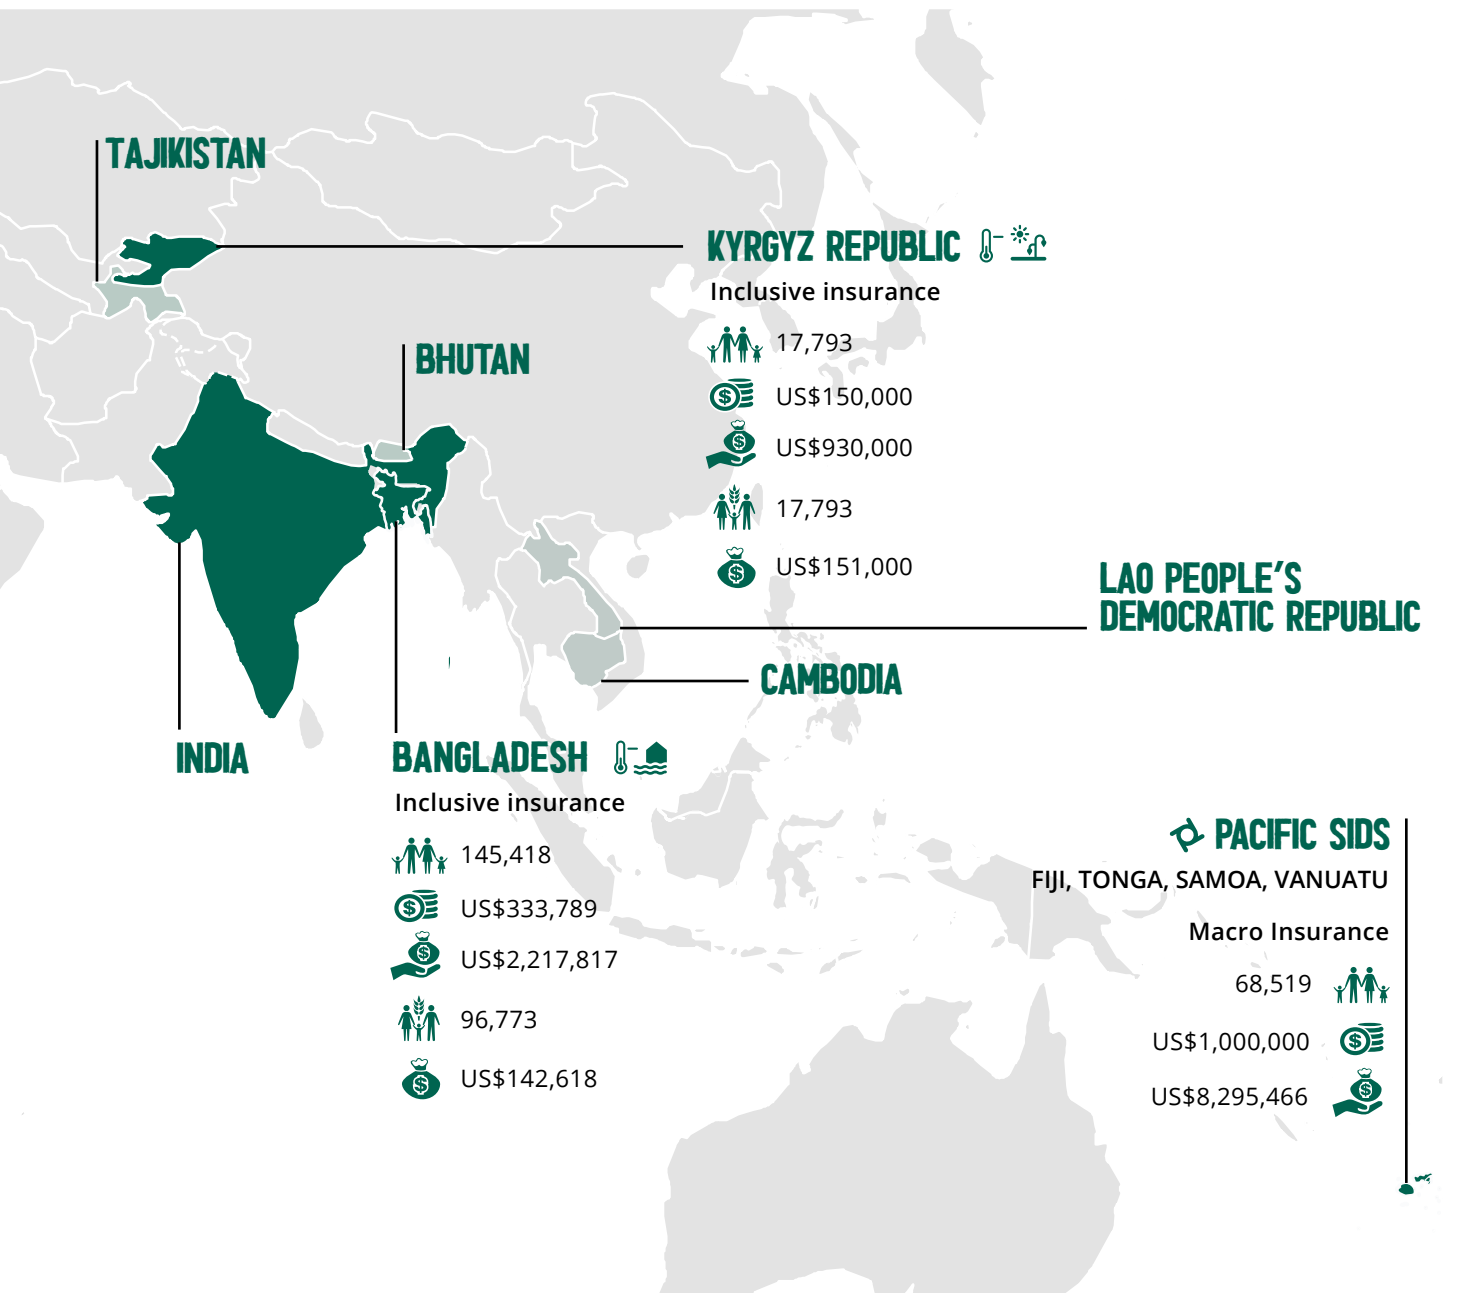 TAJIKISTAN
KYRGYZ REPUBLIC
Inclusive insurance
17,793
US$150,000
US$930,000
17,793
US$151,000
BHUTAN
LAO PEOPLE'S
DEMOCRATIC REPUBLIC
CAMBODIA
INDIA
BANGLADESH
Inclusive insurance
145,418
US$333,789
US$2,217,817
96,773
US$142,618
PACIFIC SIDS
FIJI, TONGA, SAMOA, VANUATU
Macro Insurance
68,519
US$1,000,000
US$8,295,466